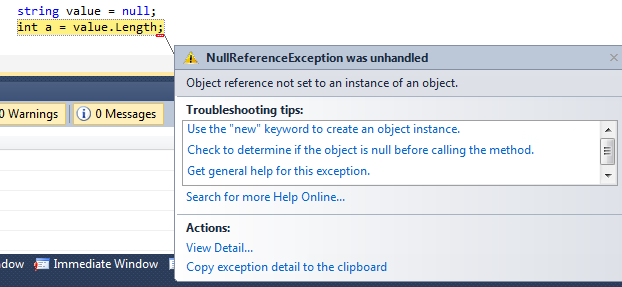 string value = null;
int a = value.Length;
NullReferenceException was unhandled
Object reference not set to an instance of an object.
Troubleshooting tips:
Use the "new" keyword to create an object instance.
Check to determine if the object is null before calling the method.
Get general help for this exception.
Search for more Help Online...
Actions:
View Detail...
Copy exception detail to the clipboard
0 Warnings
0 Messages
ndow
Immediate Window